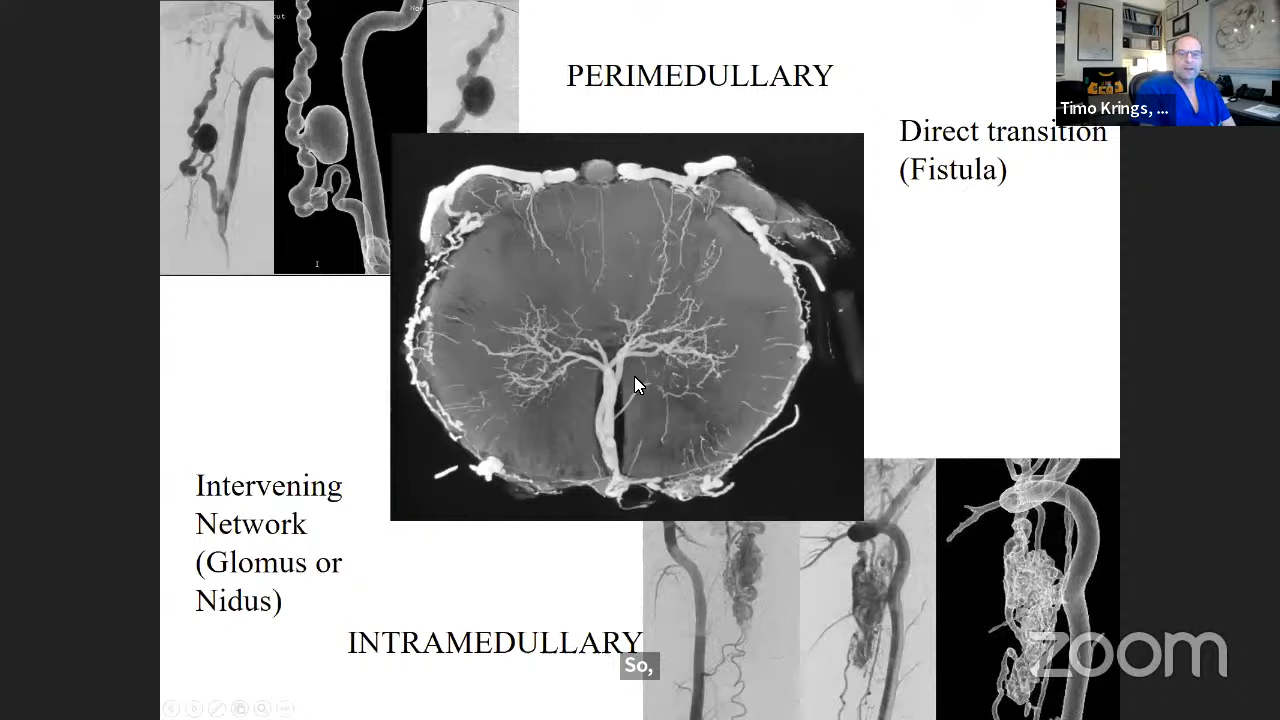 PERIMEDULLARY
Timo Krings, ...
Direct transition
(Fistula)
Intervening
Network
(Glomus or
Nidus)
INTRAMEDULLARY
So,
zoom